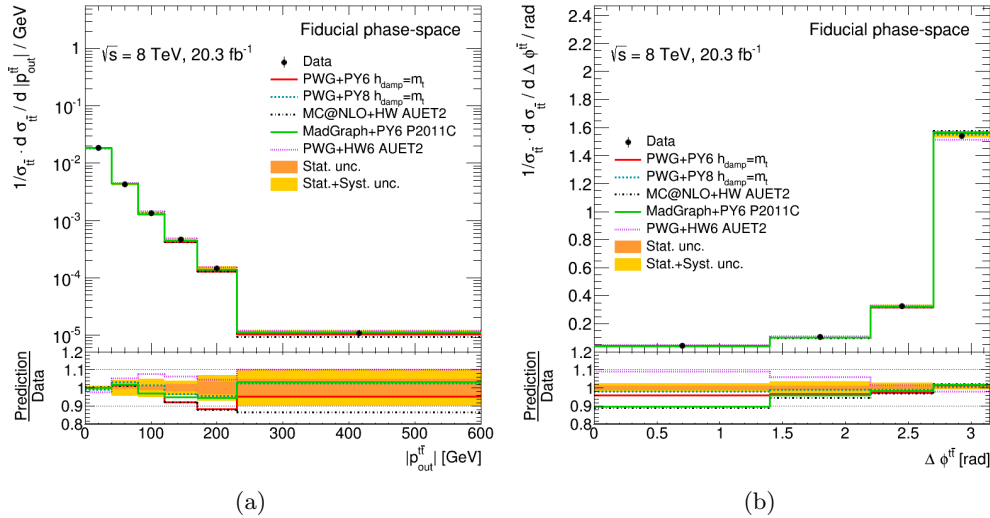 1/σ_tt̄ · d σ_tt̄ / d |p_out^tt̄| / GeV
Fiducial phase-space
√s = 8 TeV, 20.3 fb⁻¹
Data
PWG+PY6 h_damp=m_t
PWG+PY8 h_damp=m_t
MC@NLO+HW AUET2
MadGraph+PY6 P2011C
PWG+HW6 AUET2
Stat. unc.
Stat.+Syst. unc.
1
10⁻¹
10⁻²
10⁻³
10⁻⁴
10⁻⁵
Prediction
Data
1.2
1.1
1
0.9
0.8
0 100 200 300 400 500 600
|p_out^tt̄| [GeV]
(a)
1/σ_tt̄ · d σ_tt̄ / d Δ ϕ^tt̄ / rad
Fiducial phase-space
√s = 8 TeV, 20.3 fb⁻¹
Data
PWG+PY6 h_damp=m_t
PWG+PY8 h_damp=m_t
MC@NLO+HW AUET2
MadGraph+PY6 P2011C
PWG+HW6 AUET2
Stat. unc.
Stat.+Syst. unc.
2.4
2.2
2
1.8
1.6
1.4
1.2
1
0.8
0.6
0.4
0.2
Prediction
Data
1.2
1.1
1
0.9
0.8
0 0.5 1 1.5 2 2.5 3
Δ ϕ^tt̄ [rad]
(b)